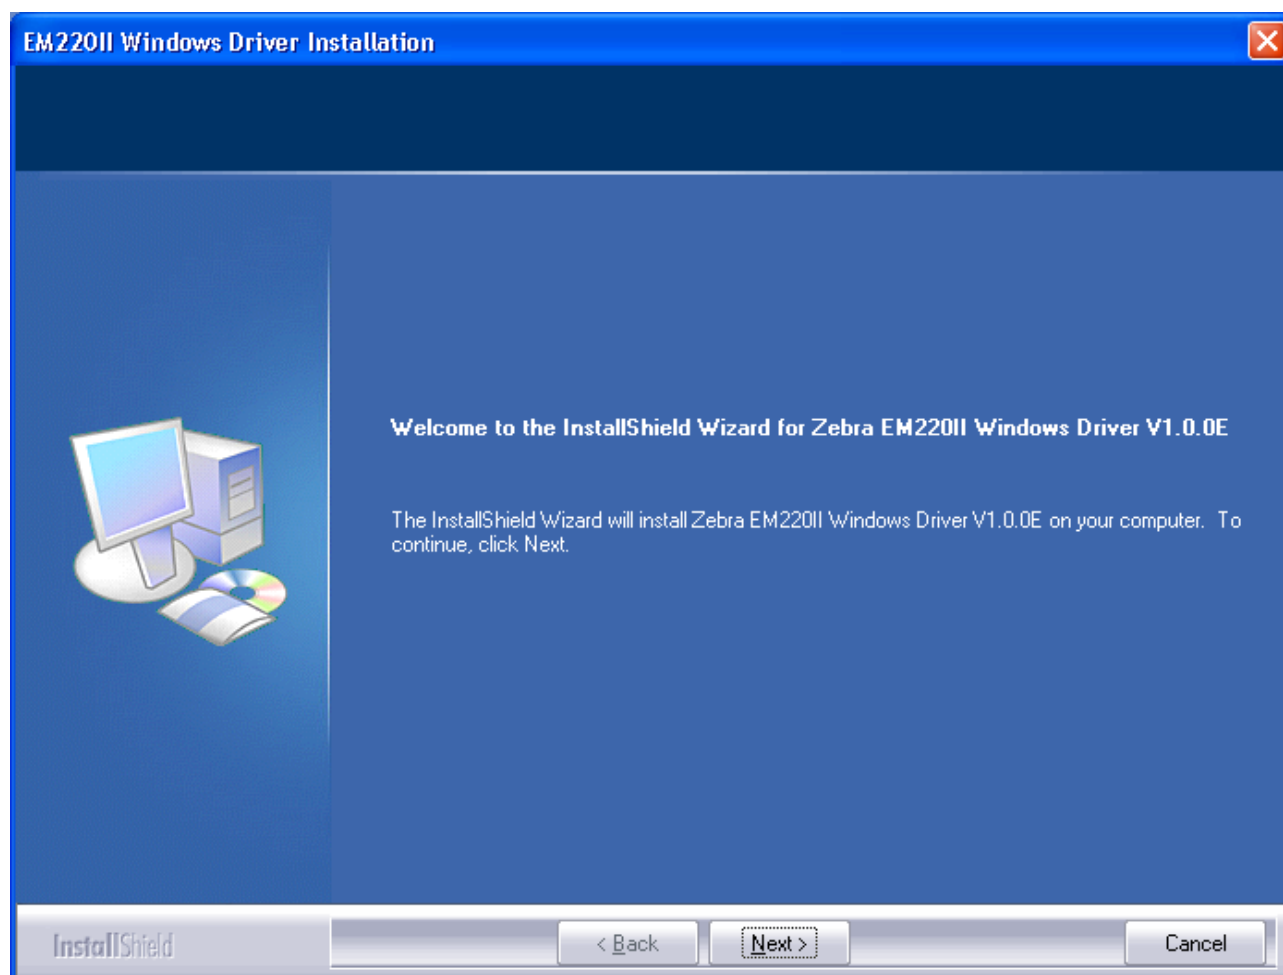 EM220II Windows Driver Installation
Welcome to the InstallShield Wizard for Zebra EM220II Windows Driver V1.0.0E
The InstallShield Wizard will install Zebra EM220II Windows Driver V1.0.0E on your computer. To
continue, click Next.
InstallShield
< Back
Next >
Cancel